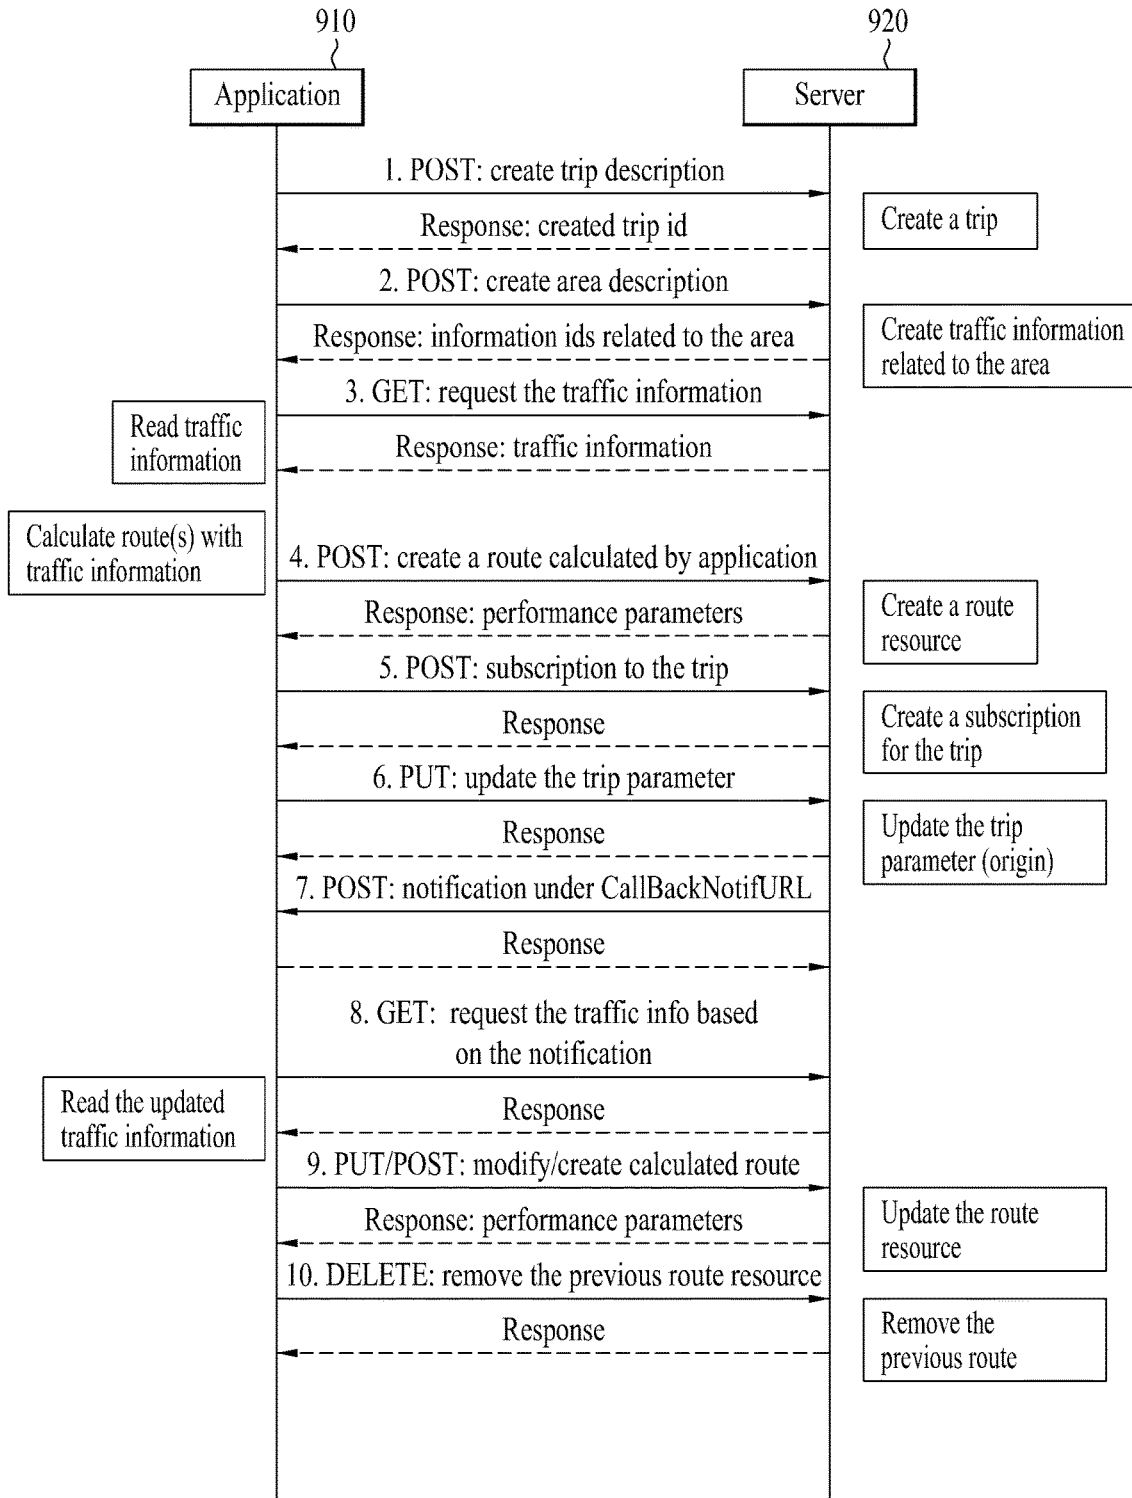 910
920
Application
Server
1. POST: create trip description
Response: created trip id
Create a trip
2. POST: create area description
Response: information ids related to the area
Create traffic information
related to the area
3. GET: request the traffic information
Read traffic
information
Response: traffic information
Calculate route(s) with
traffic information
4. POST: create a route calculated by application
Response: performance parameters
Create a route
resource
5. POST: subscription to the trip
Response
Create a subscription
for the trip
6. PUT: update the trip parameter
Response
Update the trip
parameter (origin)
7. POST: notification under CallBackNotifURL
Response
8. GET: request the traffic info based
on the notification
Read the updated
traffic information
Response
9. PUT/POST: modify/create calculated route
Response: performance parameters
Update the route
resource
10. DELETE: remove the previous route resource
Response
Remove the
previous route